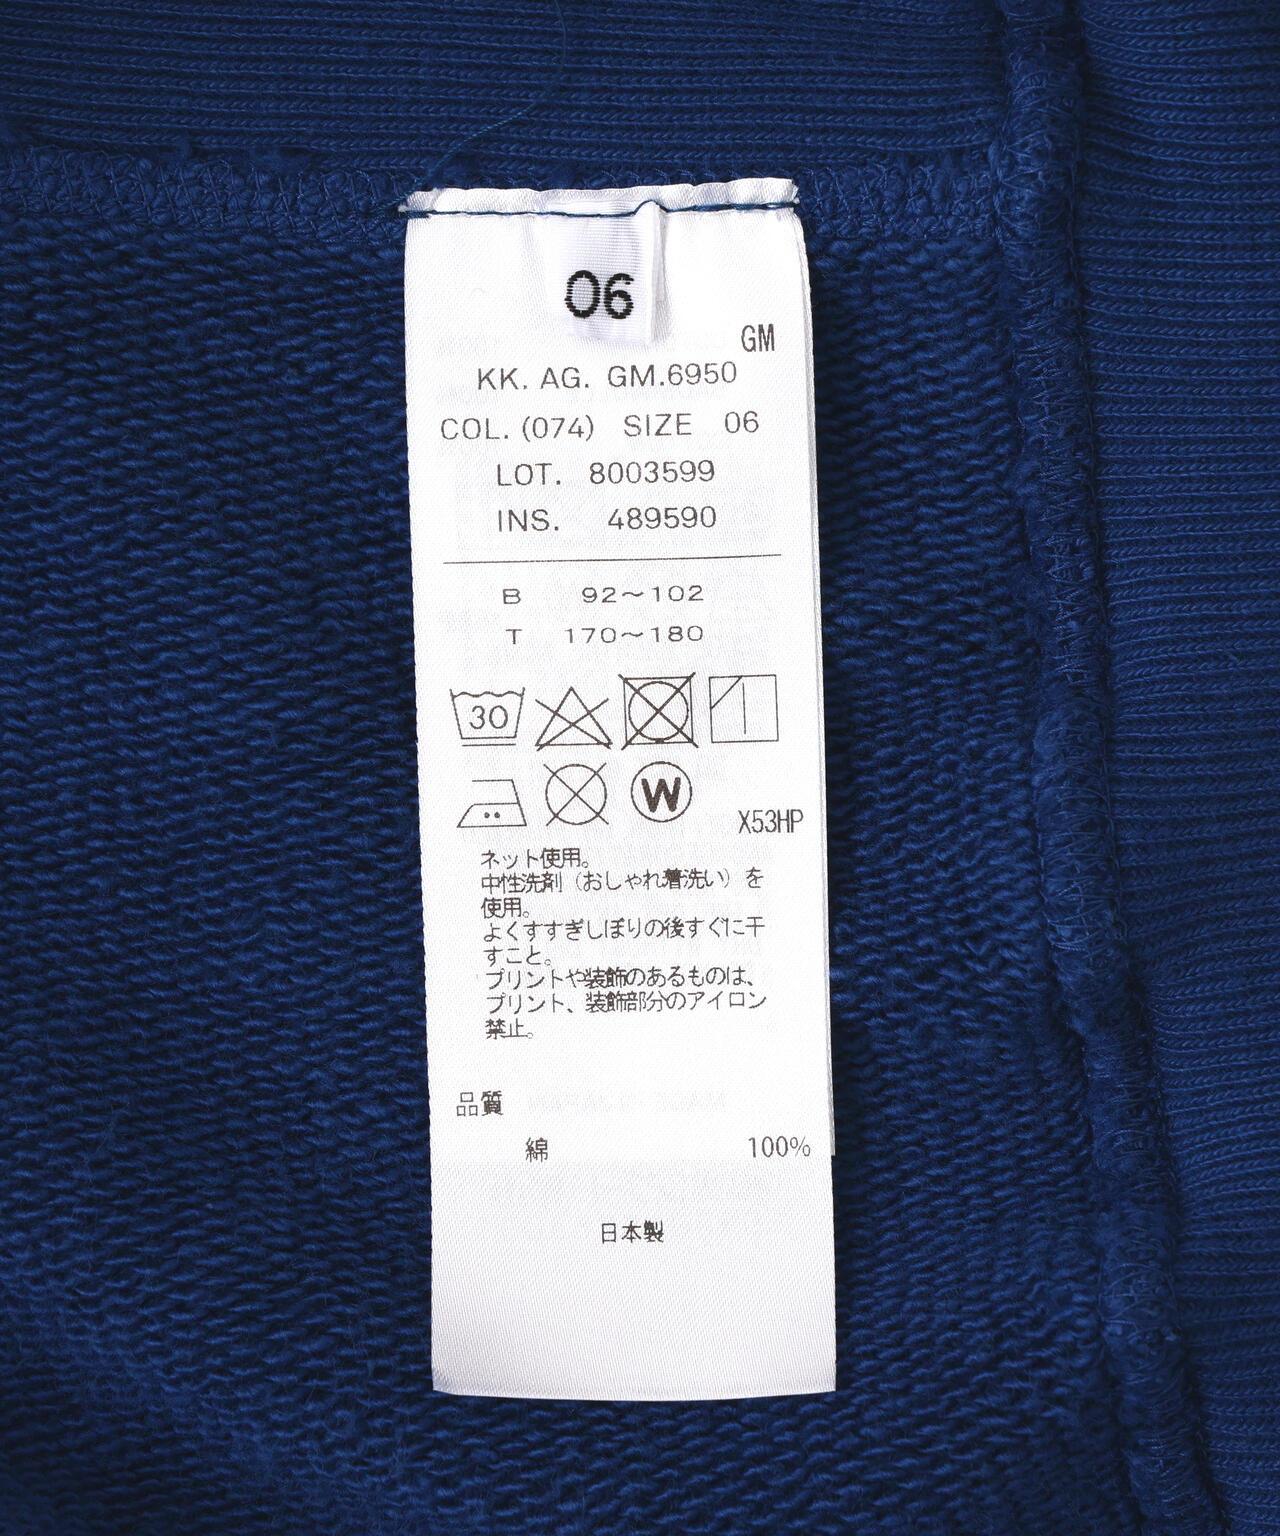 06
GM
KK. AG. GM.6950
COL. (074) SIZE 06
LOT. 8003599
INS. 489590
B 92～102
T 170～180
30
W
X53HP
ネット使用。
中性洗剤（おしゃれ着洗い）を
使用。
よくすすぎしぼりの後すぐに干
すこと。
プリントや装飾のあるものは、
プリント、装飾部分のアイロン
禁止。
品質
綿 100%
日本製